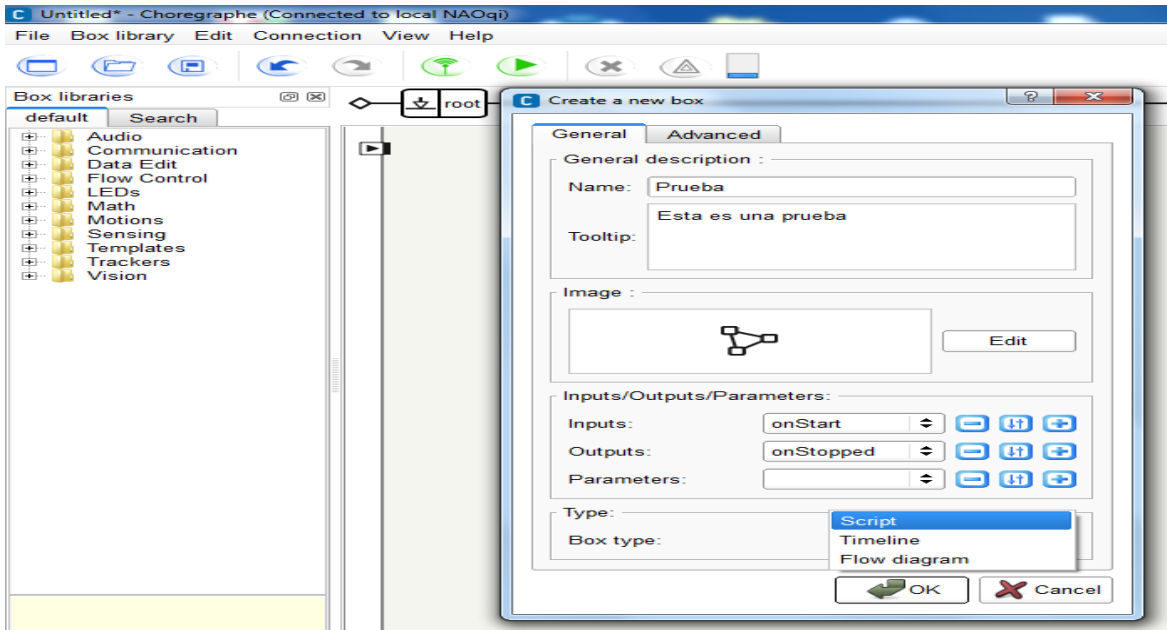 C Untitled* - Choregraphe (Connected to local NAOqi)
File Box library Edit Connection View Help
Box libraries
default Search
Audio
Communication
Data Edit
Flow Control
LEDs
Math
Motions
Sensing
Templates
Trackers
Vision
root
C Create a new box ?
General Advanced
General description :
Name: Prueba
Tooltip: Esta es una prueba
Image :
Edit
Inputs/Outputs/Parameters:
Inputs: onStart
Outputs: onStopped
Parameters:
Type:
Box type:
Script
Timeline
Flow diagram
OK Cancel